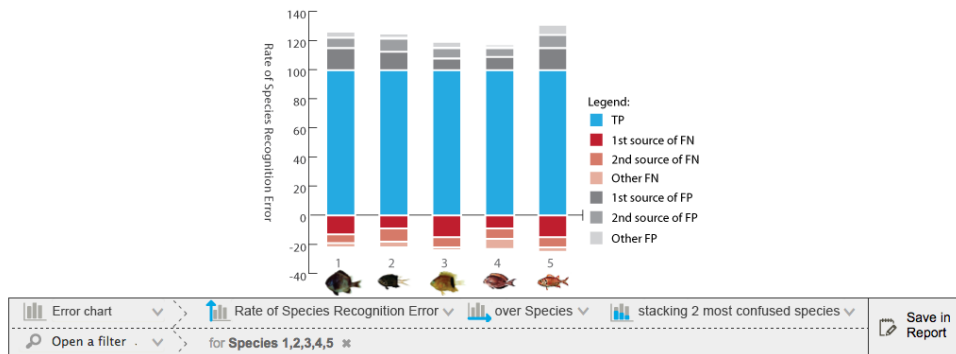 Rate of Species Recognition Error
140
120
100
80
60
40
20
0
-20
-40
1 2 3 4 5
Legend:
TP
1st source of FN
2nd source of FN
Other FN
1st source of FP
2nd source of FP
Other FP
Error chart Rate of Species Recognition Error over Species stacking 2 most confused species
Open a filter . for Species 1,2,3,4,5 ✖
Save in
Report